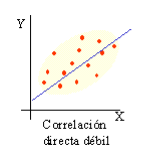 Y
X
Correlación
directa débil